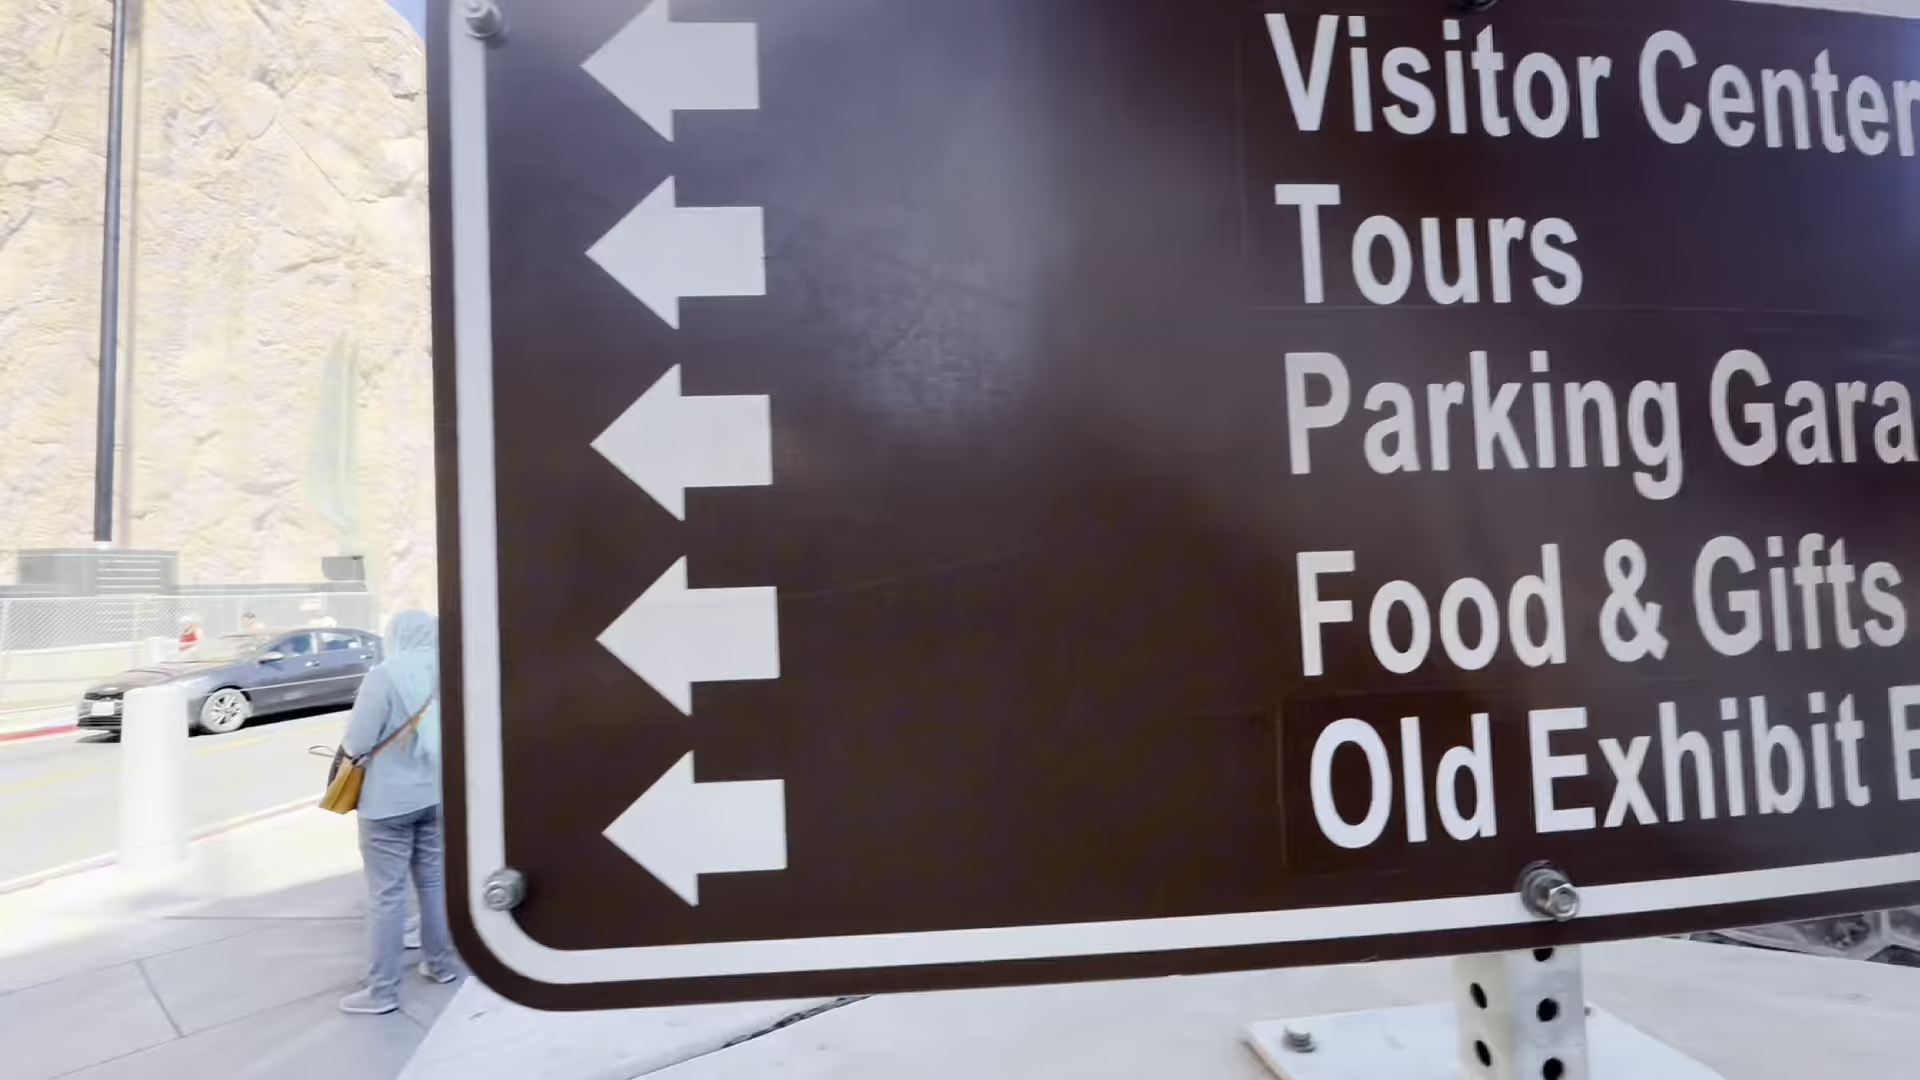 Visitor Center
Tours
Parking Gara
Food & Gifts
Old Exhibit